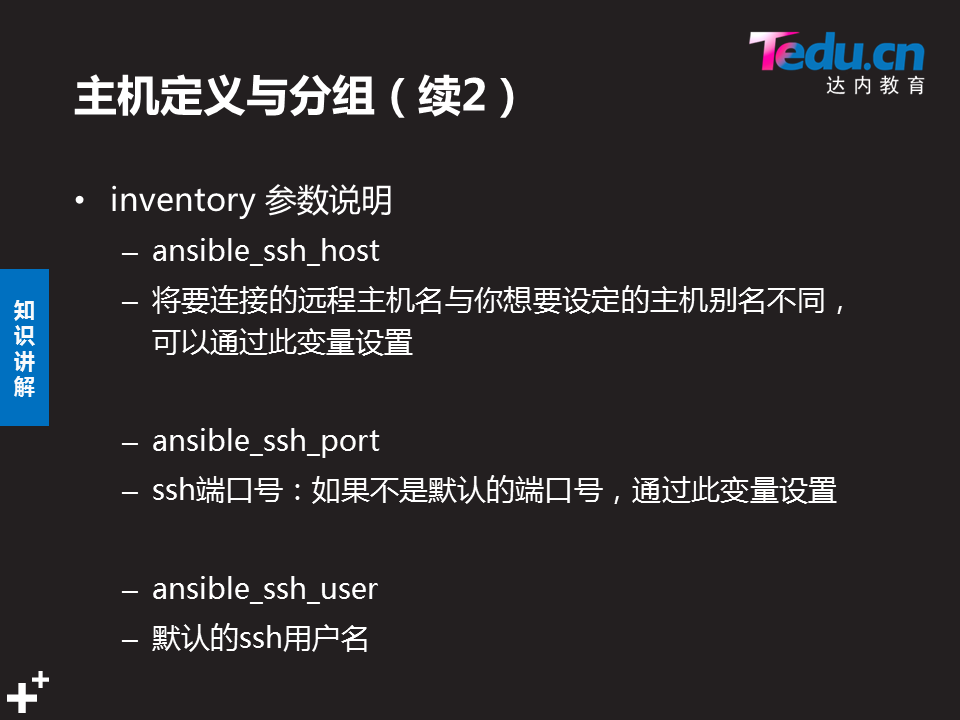 Tedu.cn
达内教育
主机定义与分组（续2）
• inventory 参数说明
– ansible_ssh_host
– 将要连接的远程主机名与你想要设定的主机别名不同，
可以通过此变量设置
知识讲解
– ansible_ssh_port
– ssh端口号：如果不是默认的端口号，通过此变量设置
– ansible_ssh_user
– 默认的ssh用户名